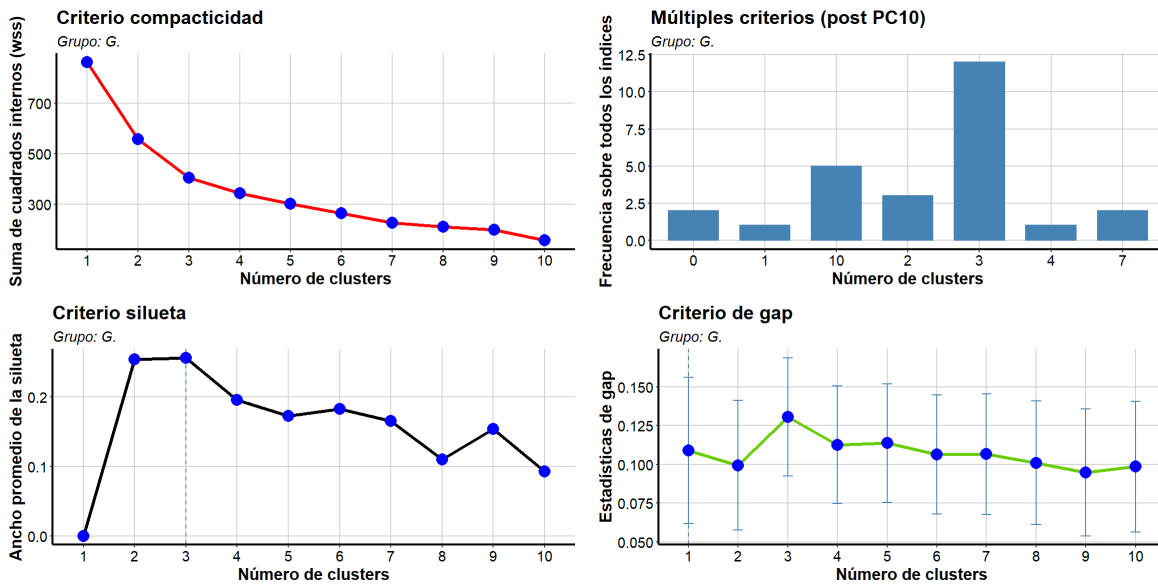 Criterio compacticidad
Grupo: G.
Suma de cuadrados internos (wss)
700
500
300
1 2 3 4 5 6 7 8 9 10
Número de clusters
Múltiples criterios (post PC10)
Grupo: G.
Frecuencia sobre todos los índices
12.5
10.0
7.5
5.0
2.5
0.0
0 1 10 2 3 4 7
Número de clusters
Criterio silueta
Grupo: G.
Ancho promedio de la silueta
0.2
0.1
0.0
1 2 3 4 5 6 7 8 9 10
Número de clusters
Criterio de gap
Grupo: G.
Estadísticas de gap
0.150
0.125
0.100
0.075
0.050
1 2 3 4 5 6 7 8 9 10
Número de clusters